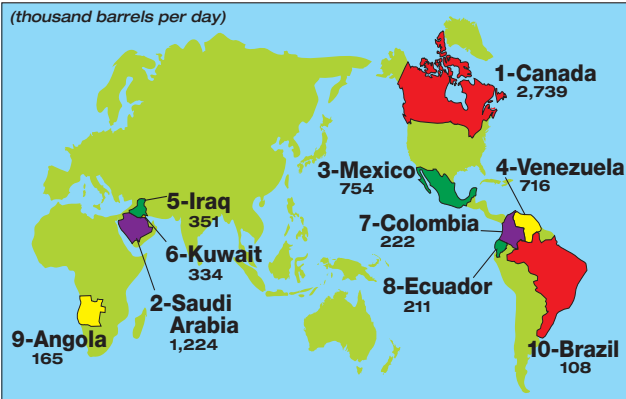 (thousand barrels per day)
1-Canada
2,739
3-Mexico
754
4-Venezuela
716
5-Iraq
351
7-Colombia
222
6-Kuwait
334
8-Ecuador
211
2-Saudi
Arabia
1,224
9-Angola
165
10-Brazil
108